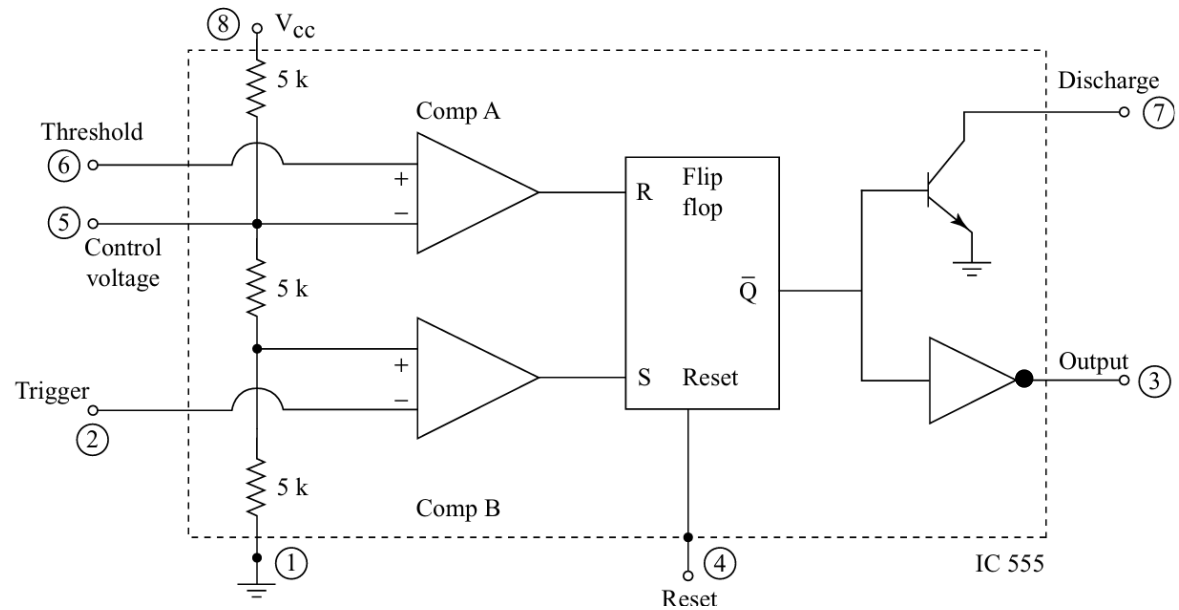 ⑧ Vcc
5 k
Discharge
⑦
Comp A
Threshold
⑥
+
−
R
Flip
flop
⑤
Control
voltage
5 k
Q̄
+
−
S
Reset
Output
③
Trigger
②
5 k
Comp B
①
④
Reset
IC 555